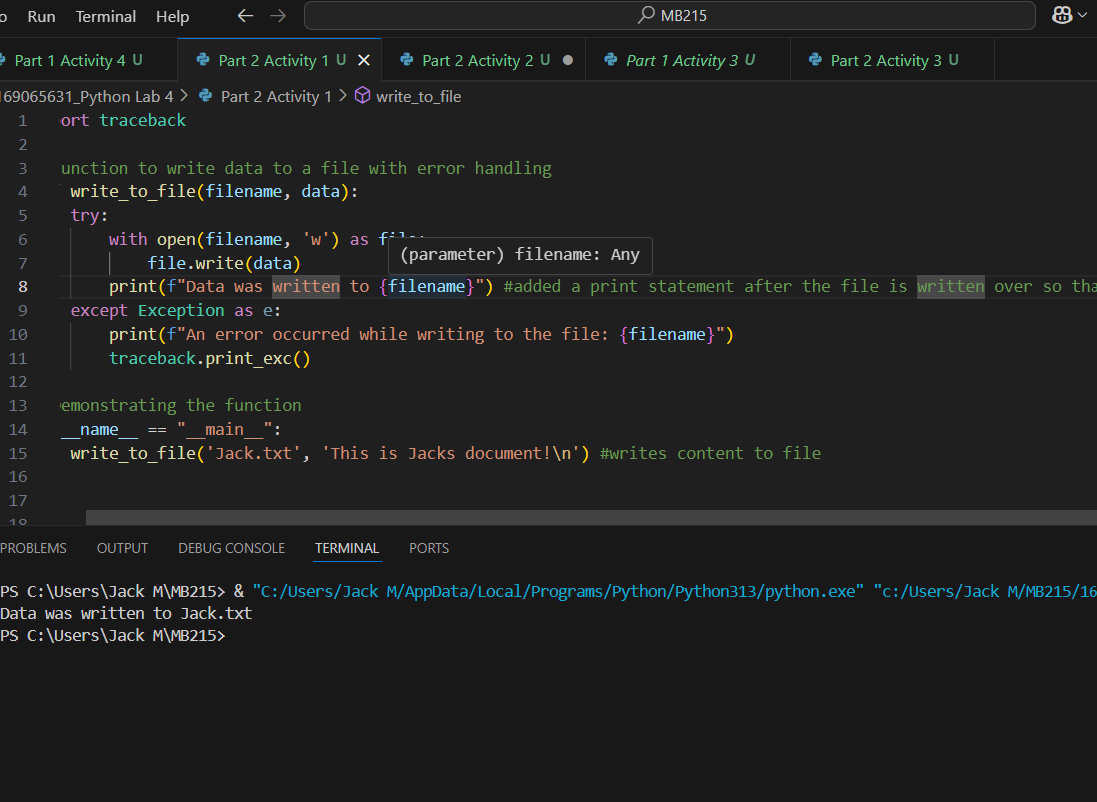 o Run Terminal Help ← → MB215
Part 1 Activity 4 U Part 2 Activity 1 U × Part 2 Activity 2 U ● Part 1 Activity 3 U Part 2 Activity 3 U
169065631_Python Lab 4 > Part 2 Activity 1 > write_to_file
1 ort traceback
2
3 unction to write data to a file with error handling
4 write_to_file(filename, data):
5 try:
6 with open(filename, 'w') as file:
(parameter) filename: Any
7 file.write(data)
8 print(f"Data was written to {filename}") #added a print statement after the file is written over so tha
9 except Exception as e:
10 print(f"An error occurred while writing to the file: {filename}")
11 traceback.print_exc()
12
13 emonstrating the function
14 __name__ == "__main__":
15 write_to_file('Jack.txt', 'This is Jacks document!\n') #writes content to file
16
17
18
PROBLEMS OUTPUT DEBUG CONSOLE TERMINAL PORTS
PS C:\Users\Jack M\MB215> & "C:/Users/Jack M/AppData/Local/Programs/Python/Python313/python.exe" "c:/Users/Jack M/MB215/16
Data was written to Jack.txt
PS C:\Users\Jack M\MB215>